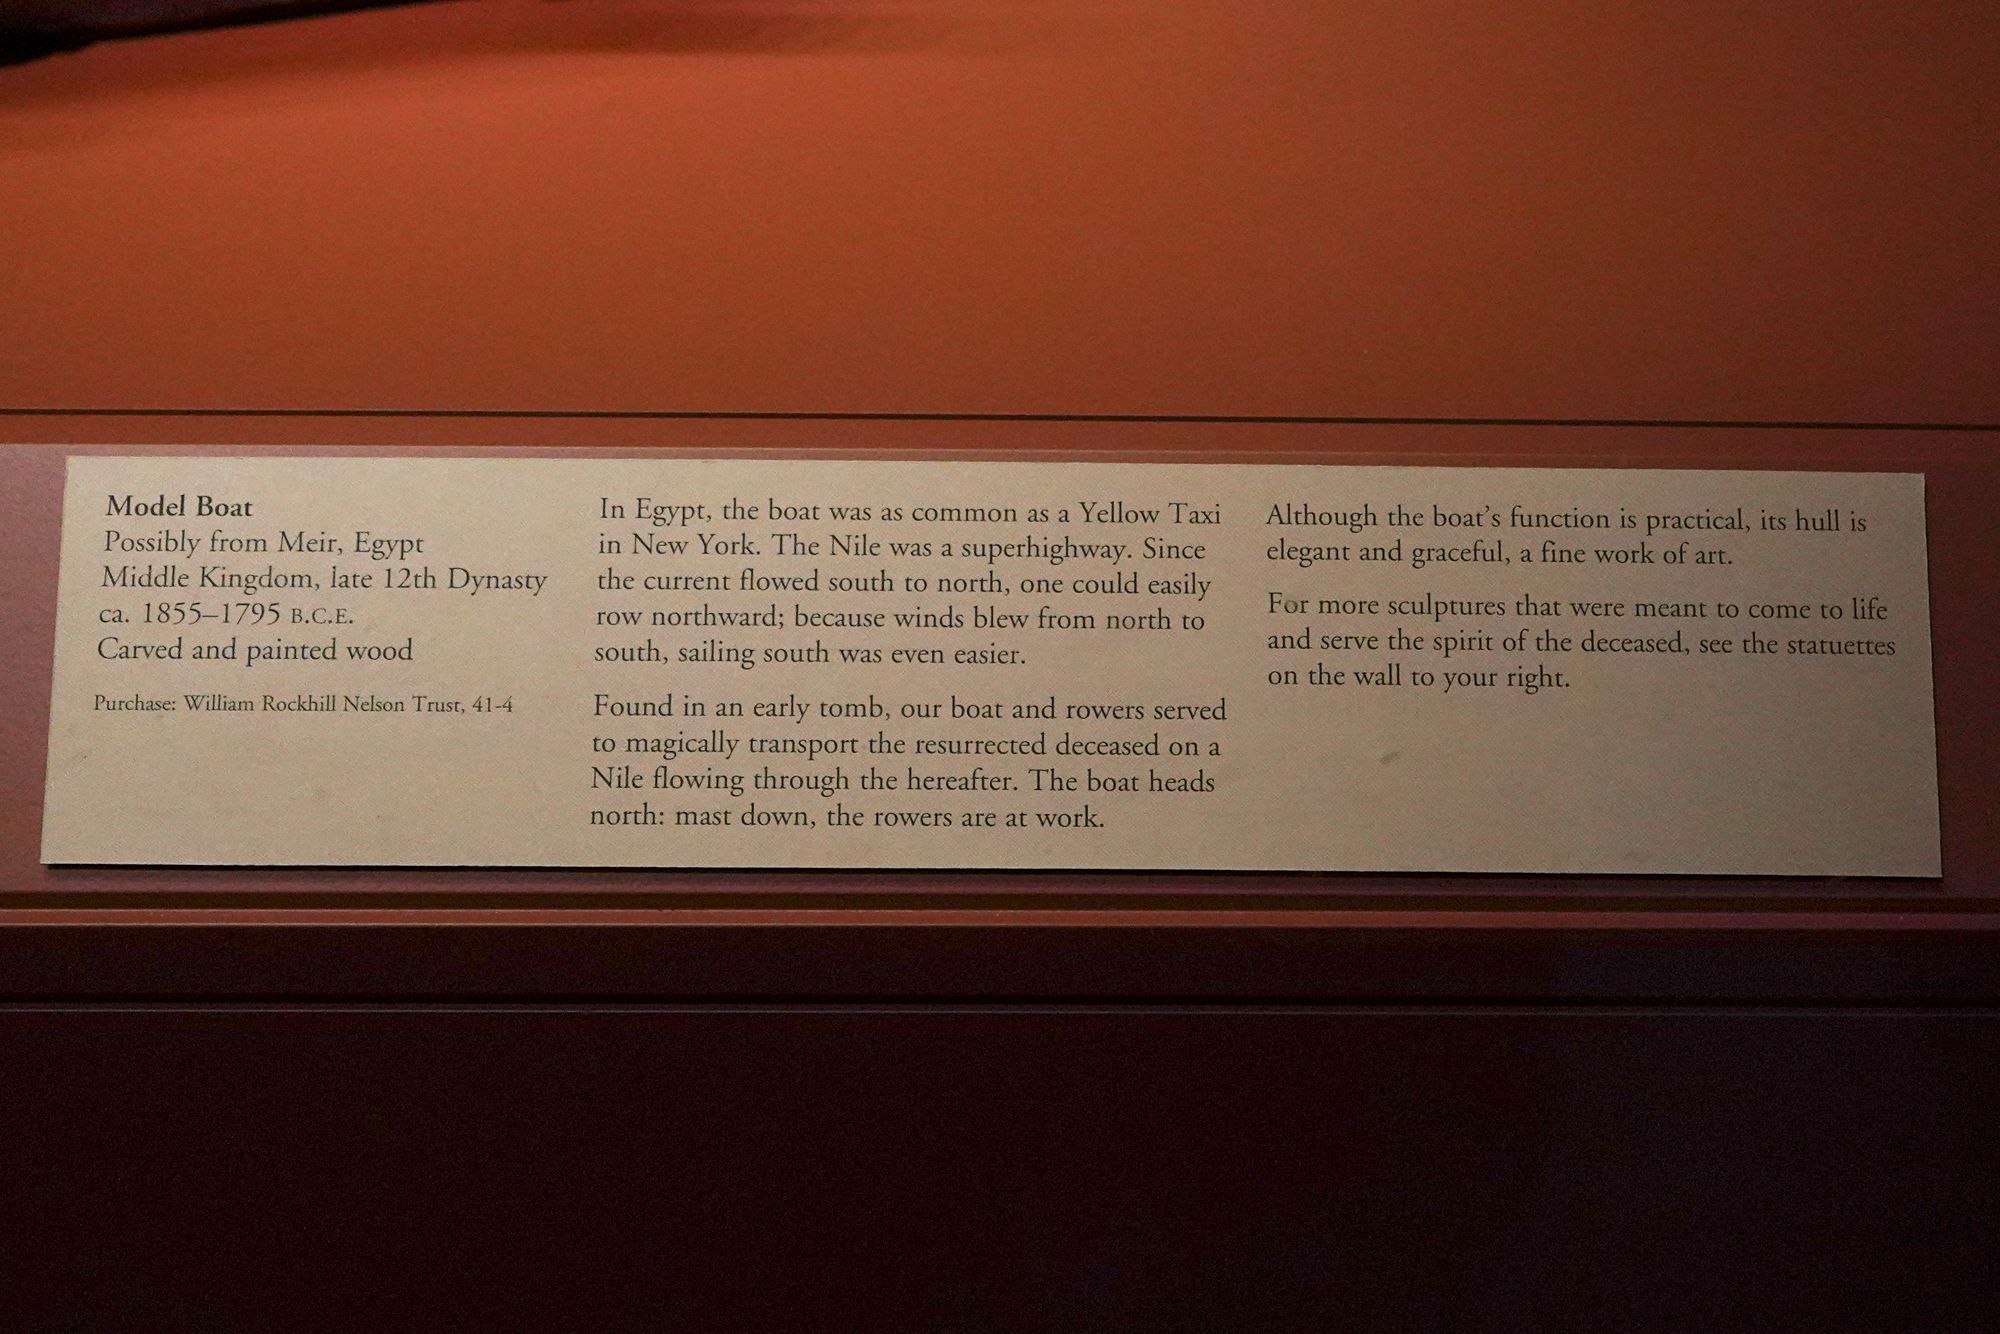 Model Boat
Possibly from Meir, Egypt
Middle Kingdom, late 12th Dynasty
ca. 1855–1795 B.C.E.
Carved and painted wood
Purchase: William Rockhill Nelson Trust, 41-4
In Egypt, the boat was as common as a Yellow Taxi
in New York. The Nile was a superhighway. Since
the current flowed south to north, one could easily
row northward; because winds blew from north to
south, sailing south was even easier.
Found in an early tomb, our boat and rowers served
to magically transport the resurrected deceased on a
Nile flowing through the hereafter. The boat heads
north: mast down, the rowers are at work.
Although the boat's function is practical, its hull is
elegant and graceful, a fine work of art.
For more sculptures that were meant to come to life
and serve the spirit of the deceased, see the statuettes
on the wall to your right.